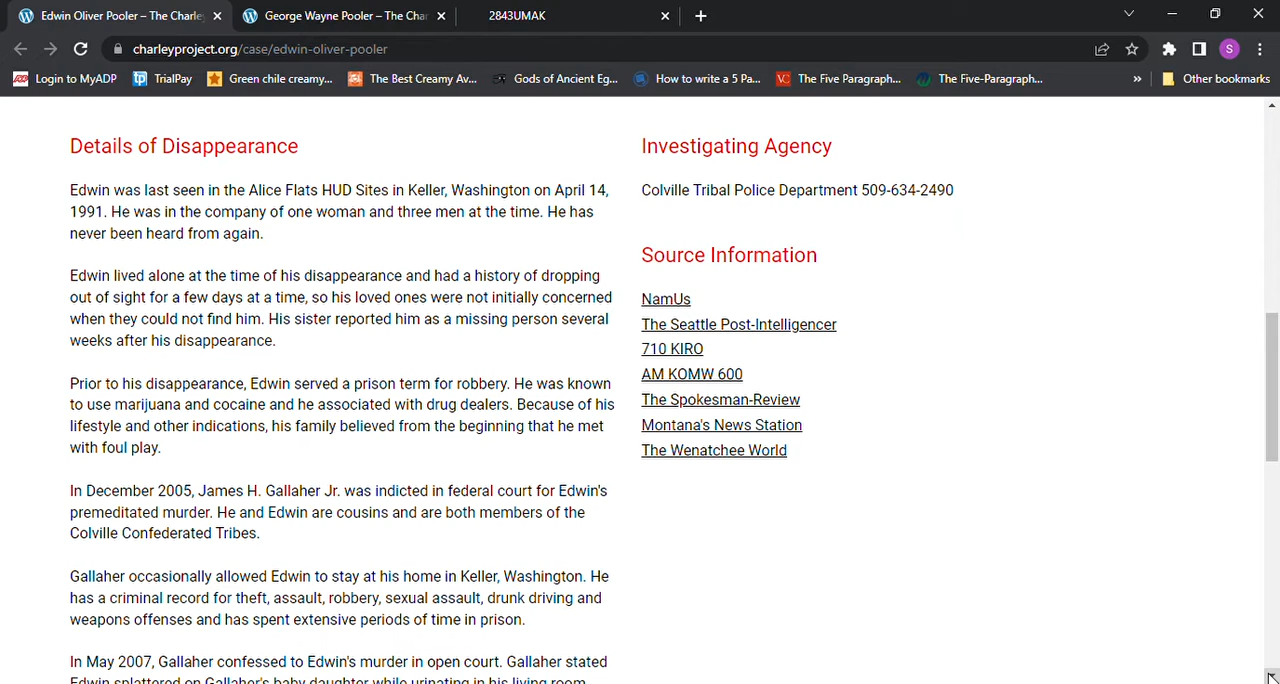 Edwin Oliver Pooler – The Charle
George Wayne Pooler – The Char
2843UMAK
charleyproject.org/case/edwin-oliver-pooler
S
Login to MyADP
tp TrialPay
Green chile creamy...
The Best Creamy Av...
Gods of Ancient Eg...
How to write a 5 Pa...
VC The Five Paragraph...
The Five-Paragraph...
Other bookmarks
Details of Disappearance
Edwin was last seen in the Alice Flats HUD Sites in Keller, Washington on April 14,
1991. He was in the company of one woman and three men at the time. He has
never been heard from again.
Edwin lived alone at the time of his disappearance and had a history of dropping
out of sight for a few days at a time, so his loved ones were not initially concerned
when they could not find him. His sister reported him as a missing person several
weeks after his disappearance.
Prior to his disappearance, Edwin served a prison term for robbery. He was known
to use marijuana and cocaine and he associated with drug dealers. Because of his
lifestyle and other indications, his family believed from the beginning that he met
with foul play.
In December 2005, James H. Gallaher Jr. was indicted in federal court for Edwin's
premeditated murder. He and Edwin are cousins and are both members of the
Colville Confederated Tribes.
Gallaher occasionally allowed Edwin to stay at his home in Keller, Washington. He
has a criminal record for theft, assault, robbery, sexual assault, drunk driving and
weapons offenses and has spent extensive periods of time in prison.
In May 2007, Gallaher confessed to Edwin's murder in open court. Gallaher stated
Edwin splattered on Gallaher's baby daughter while urinating in his living room
Investigating Agency
Colville Tribal Police Department 509-634-2490
Source Information
NamUs
The Seattle Post-Intelligencer
710 KIRO
AM KOMW 600
The Spokesman-Review
Montana's News Station
The Wenatchee World